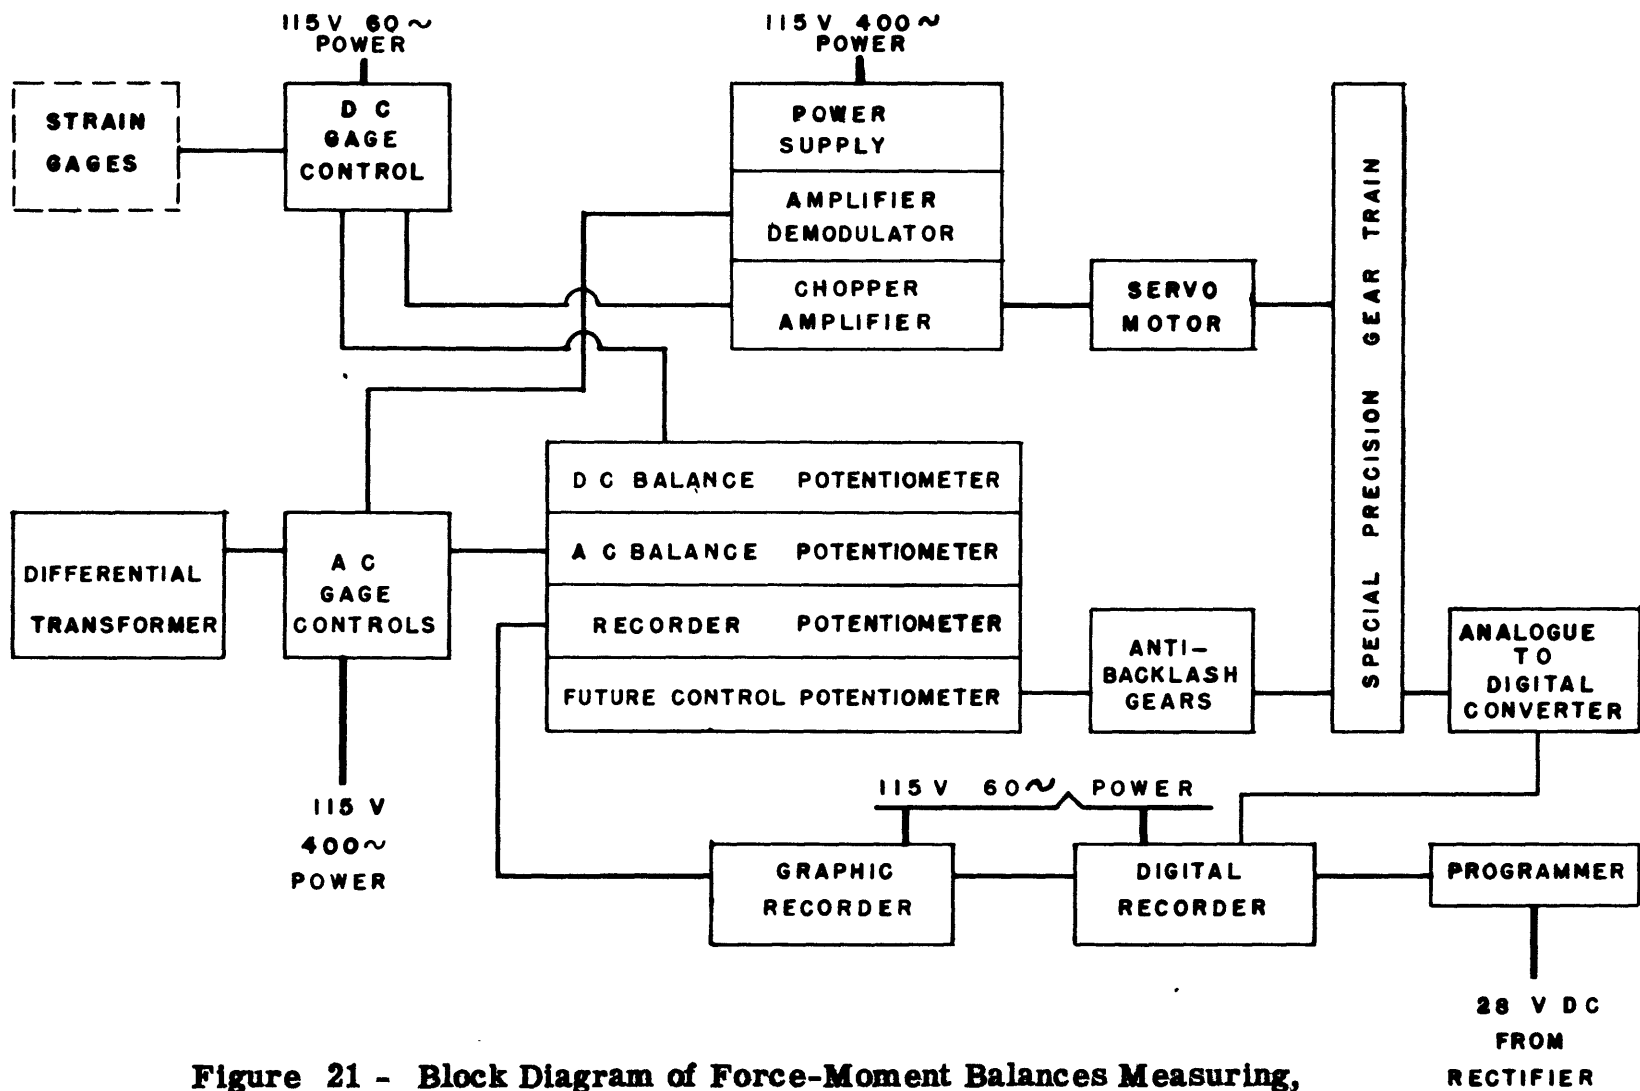 115 V 60~
POWER
115 V 400~
POWER
STRAIN
GAGES
D C
GAGE
CONTROL
POWER
SUPPLY
AMPLIFIER
DEMODULATOR
CHOPPER
AMPLIFIER
SERVO
MOTOR
SPECIAL PRECISION GEAR TRAIN
DIFFERENTIAL
TRANSFORMER
A C
GAGE
CONTROLS
D C BALANCE POTENTIOMETER
A C BALANCE POTENTIOMETER
RECORDER POTENTIOMETER
FUTURE CONTROL POTENTIOMETER
ANTI-
BACKLASH
GEARS
ANALOGUE
TO
DIGITAL
CONVERTER
115 V
400~
POWER
115 V 60~ POWER
GRAPHIC
RECORDER
DIGITAL
RECORDER
PROGRAMMER
28 V DC
FROM
RECTIFIER
Figure 21 - Block Diagram of Force-Moment Balances Measuring,